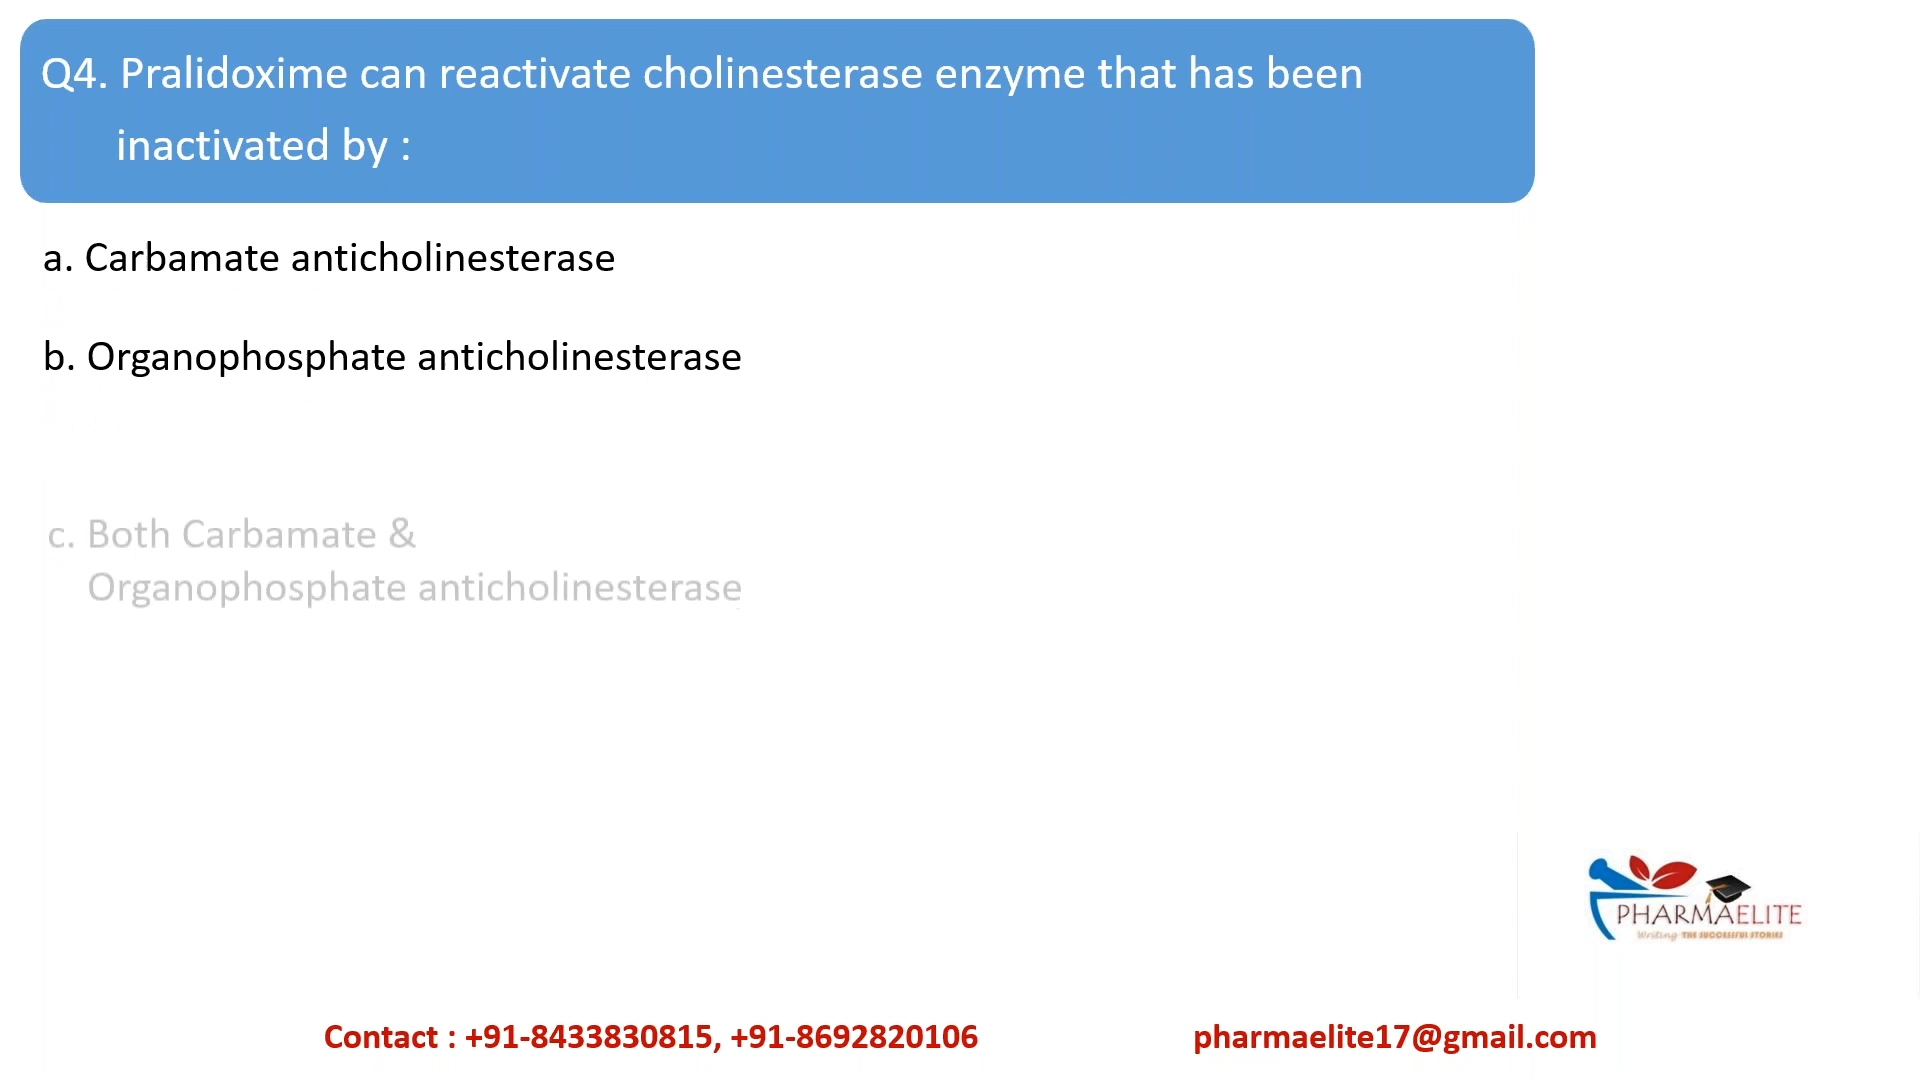 Q4. Pralidoxime can reactivate cholinesterase enzyme that has been
inactivated by :
a. Carbamate anticholinesterase
b. Organophosphate anticholinesterase
c. Both Carbamate &
Organophosphate anticholinesterase
PHARMAELITE
Writing THE SUCCESSFUL STORIES
Contact : +91-8433830815, +91-8692820106
pharmaelite17@gmail.com